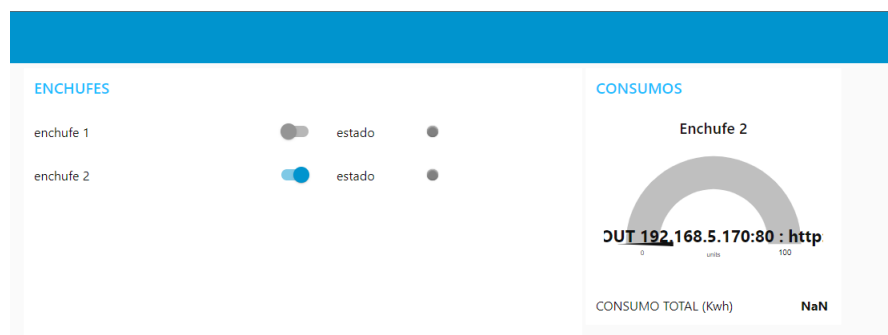 ENCHUFES
enchufe 1 estado
enchufe 2 estado
CONSUMOS
Enchufe 2
OUT 192.168.5.170:80 : http
0 units 100
CONSUMO TOTAL (Kwh) NaN